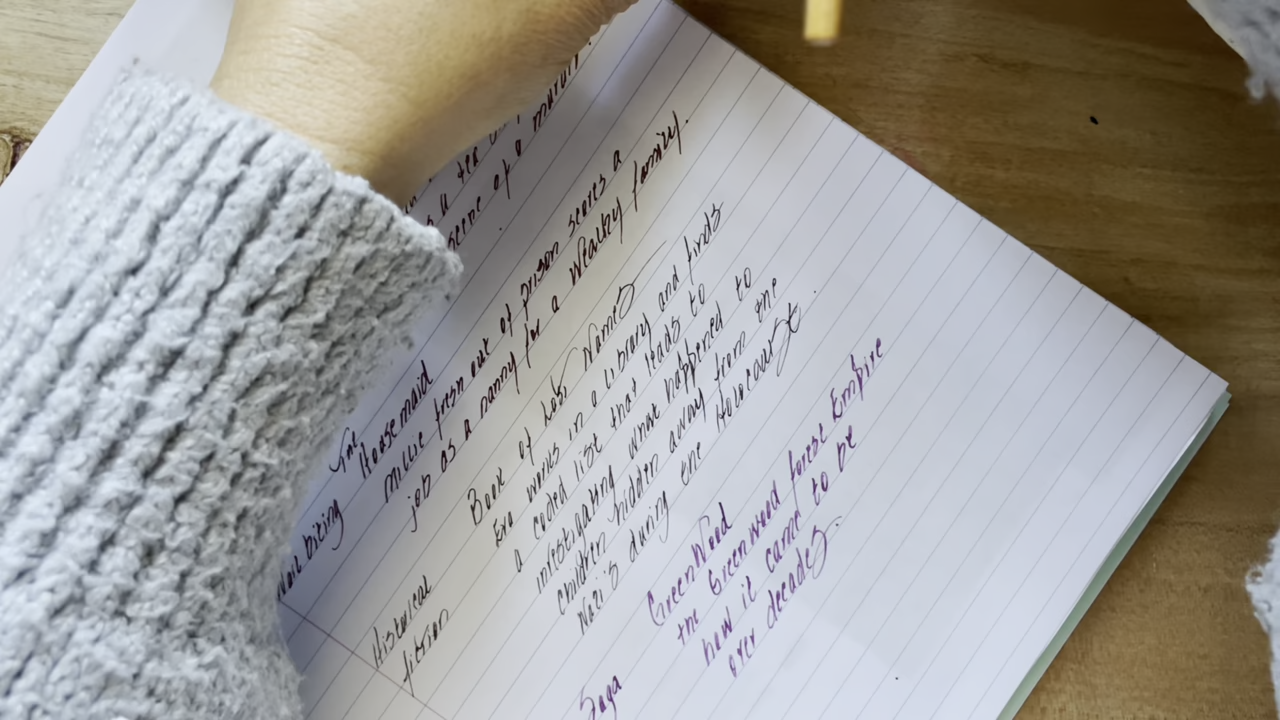 scene of a
The
Nail biting Housemaid
Millie fresh out of prison scores a
job as a nanny for a wealthy family.
Book of Lost Names
Historical
fiction
Eva works in a library and finds
a coded list that leads to
investigating what happened to
children hidden away from the
Nazi's during the Holocaust.
Saga
GreenWood
the Greenwood forest Empire
how it came to be
over decades.